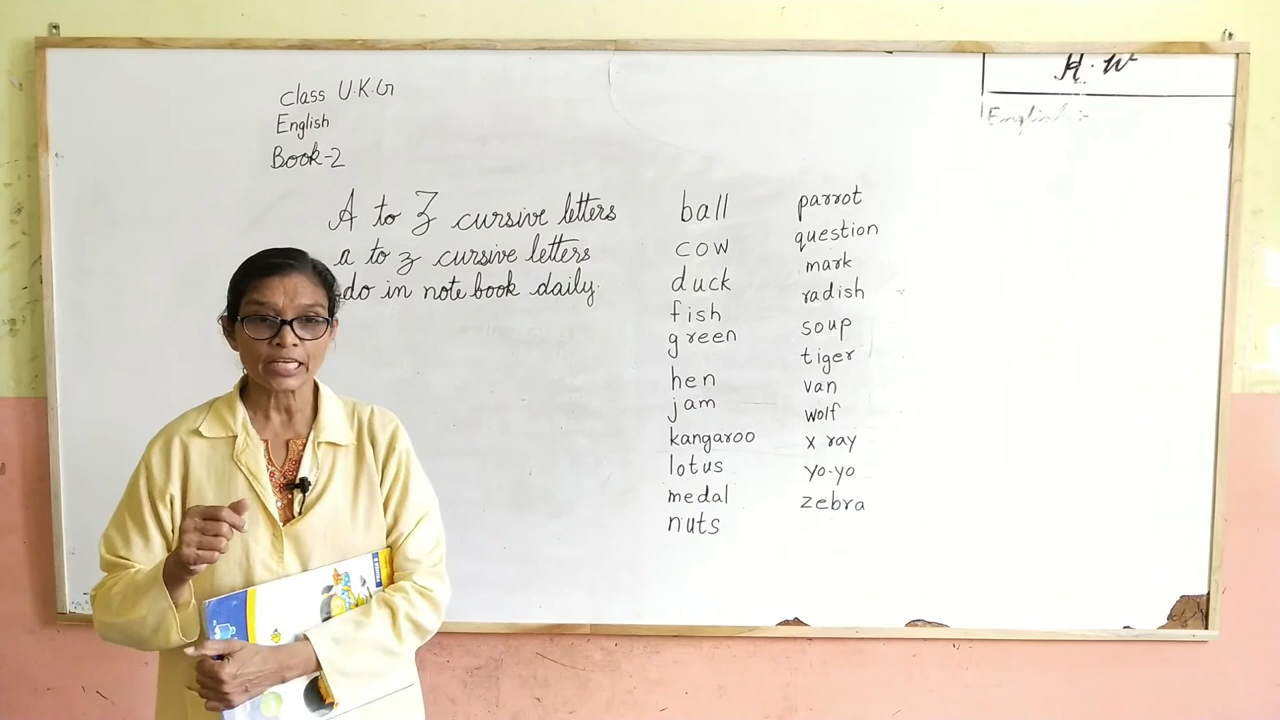 Class U.K.G
English
Book-2
A to Z cursive letters
a to z cursive letters
do in note book daily.
ball
cow
duck
fish
green
hen
jam
kangaroo
lotus
medal
nuts
parrot
question
mark
radish
soup
tiger
van
wolf
x ray
yo-yo
zebra
H.W
English :-